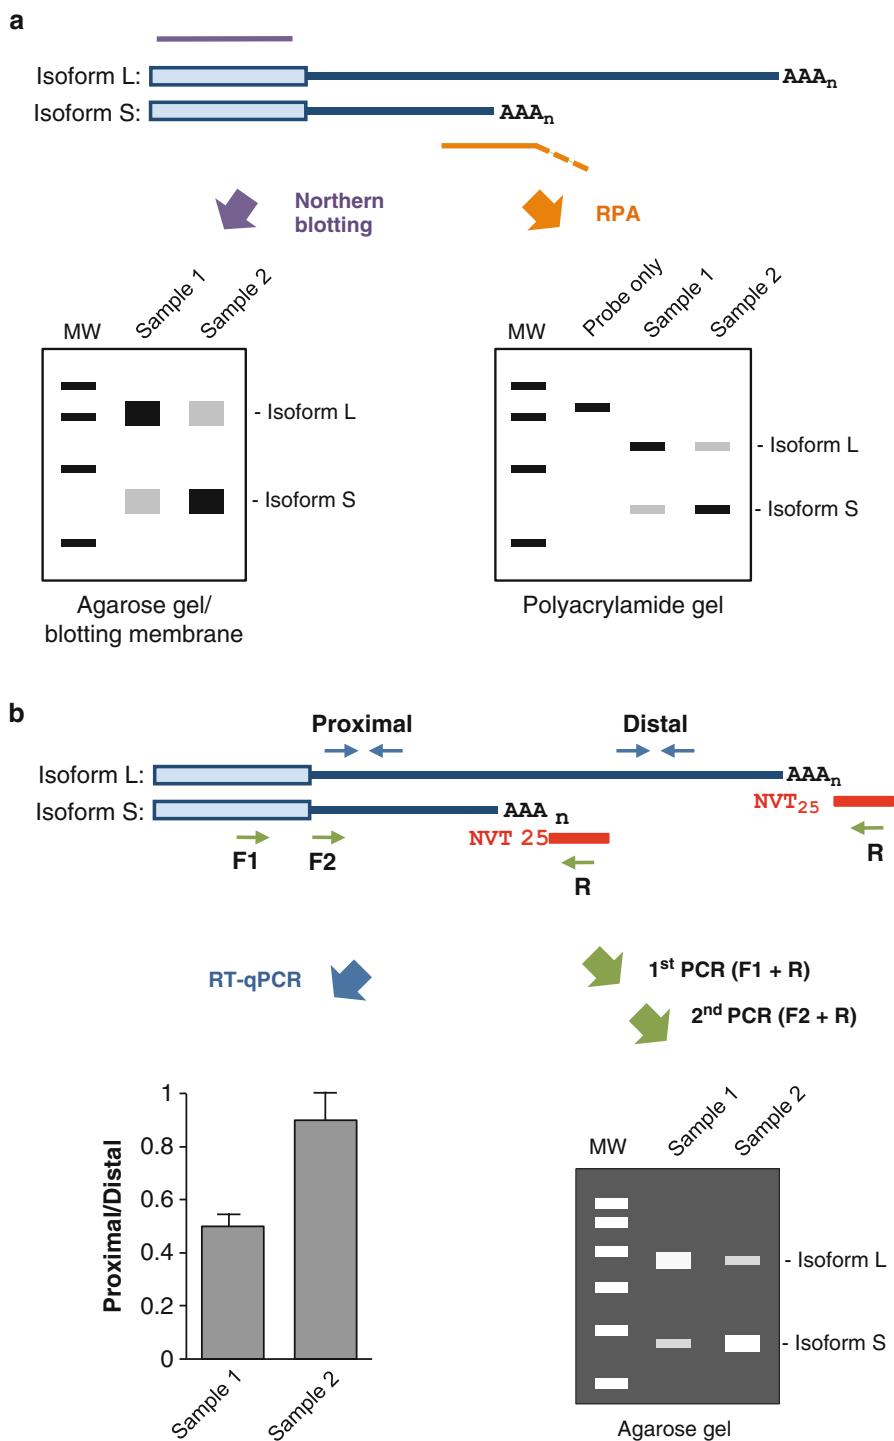 a
Isoform L:
AAAn
Isoform S:
AAAn
Northern
blotting
RPA
MW
Sample 1
Sample 2
- Isoform L
- Isoform S
Agarose gel/
blotting membrane
MW
Probe only
Sample 1
Sample 2
- Isoform L
- Isoform S
Polyacrylamide gel
b
Proximal
Distal
Isoform L:
AAAn
NVT25
R
Isoform S:
AAA n
NVT 25
F1
F2
R
RT-qPCR
1st PCR (F1 + R)
2nd PCR (F2 + R)
Proximal/Distal
1
0.8
0.6
0.4
0.2
0
Sample 1
Sample 2
MW
Sample 1
Sample 2
- Isoform L
- Isoform S
Agarose gel